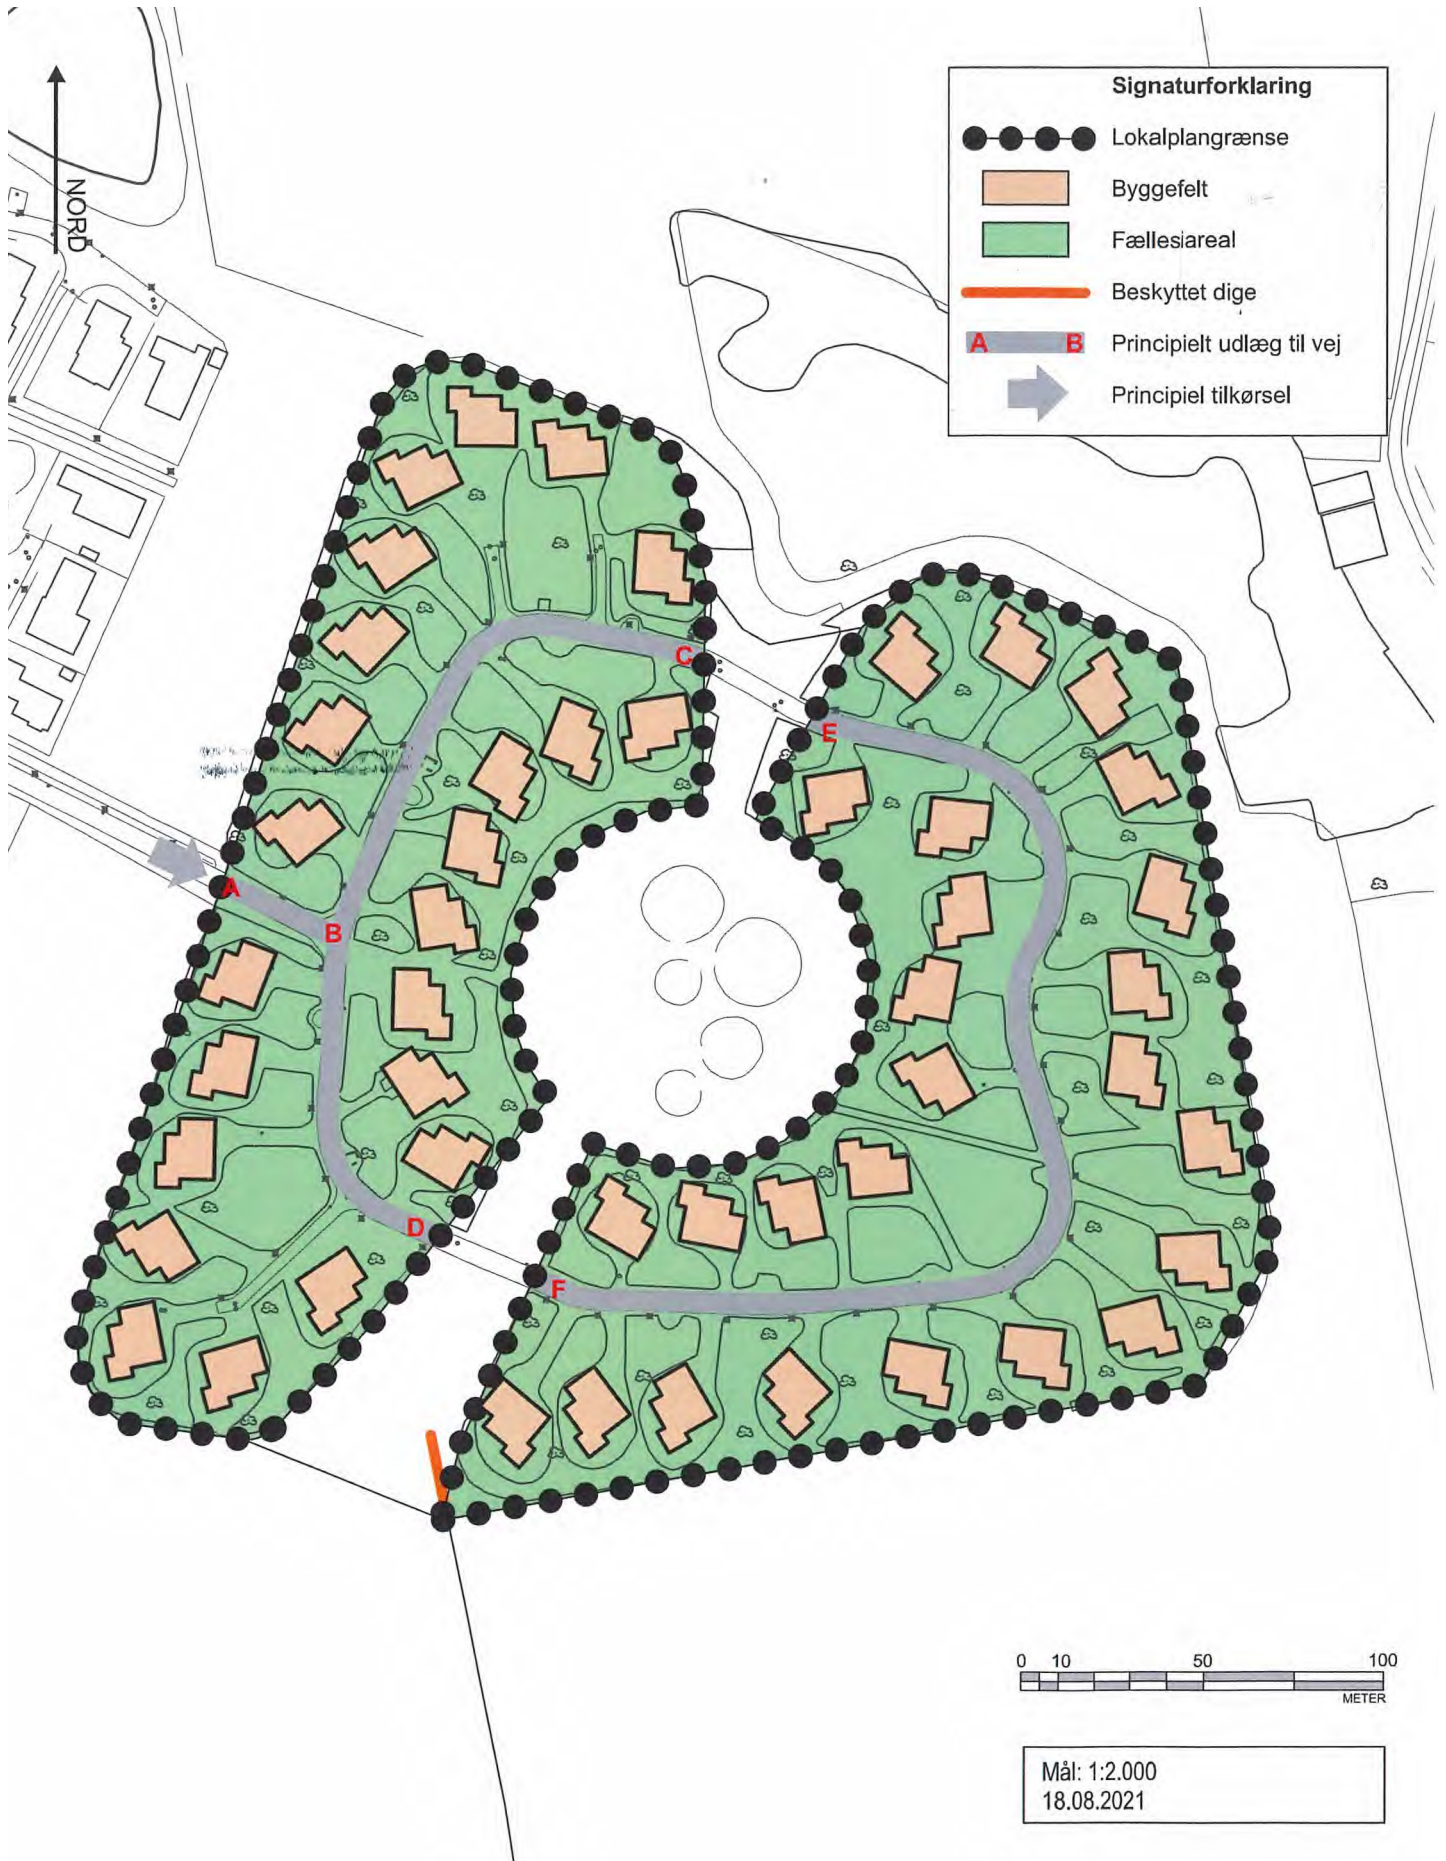 NORD
Signaturforklaring
Lokalplangrænse
Byggefelt
Fællesareal
Beskyttet dige
A B Principielt udlæg til vej
Principiel tilkørsel
C
E
A
B
D
F
0 10 50 100
METER
Mål: 1:2.000
18.08.2021